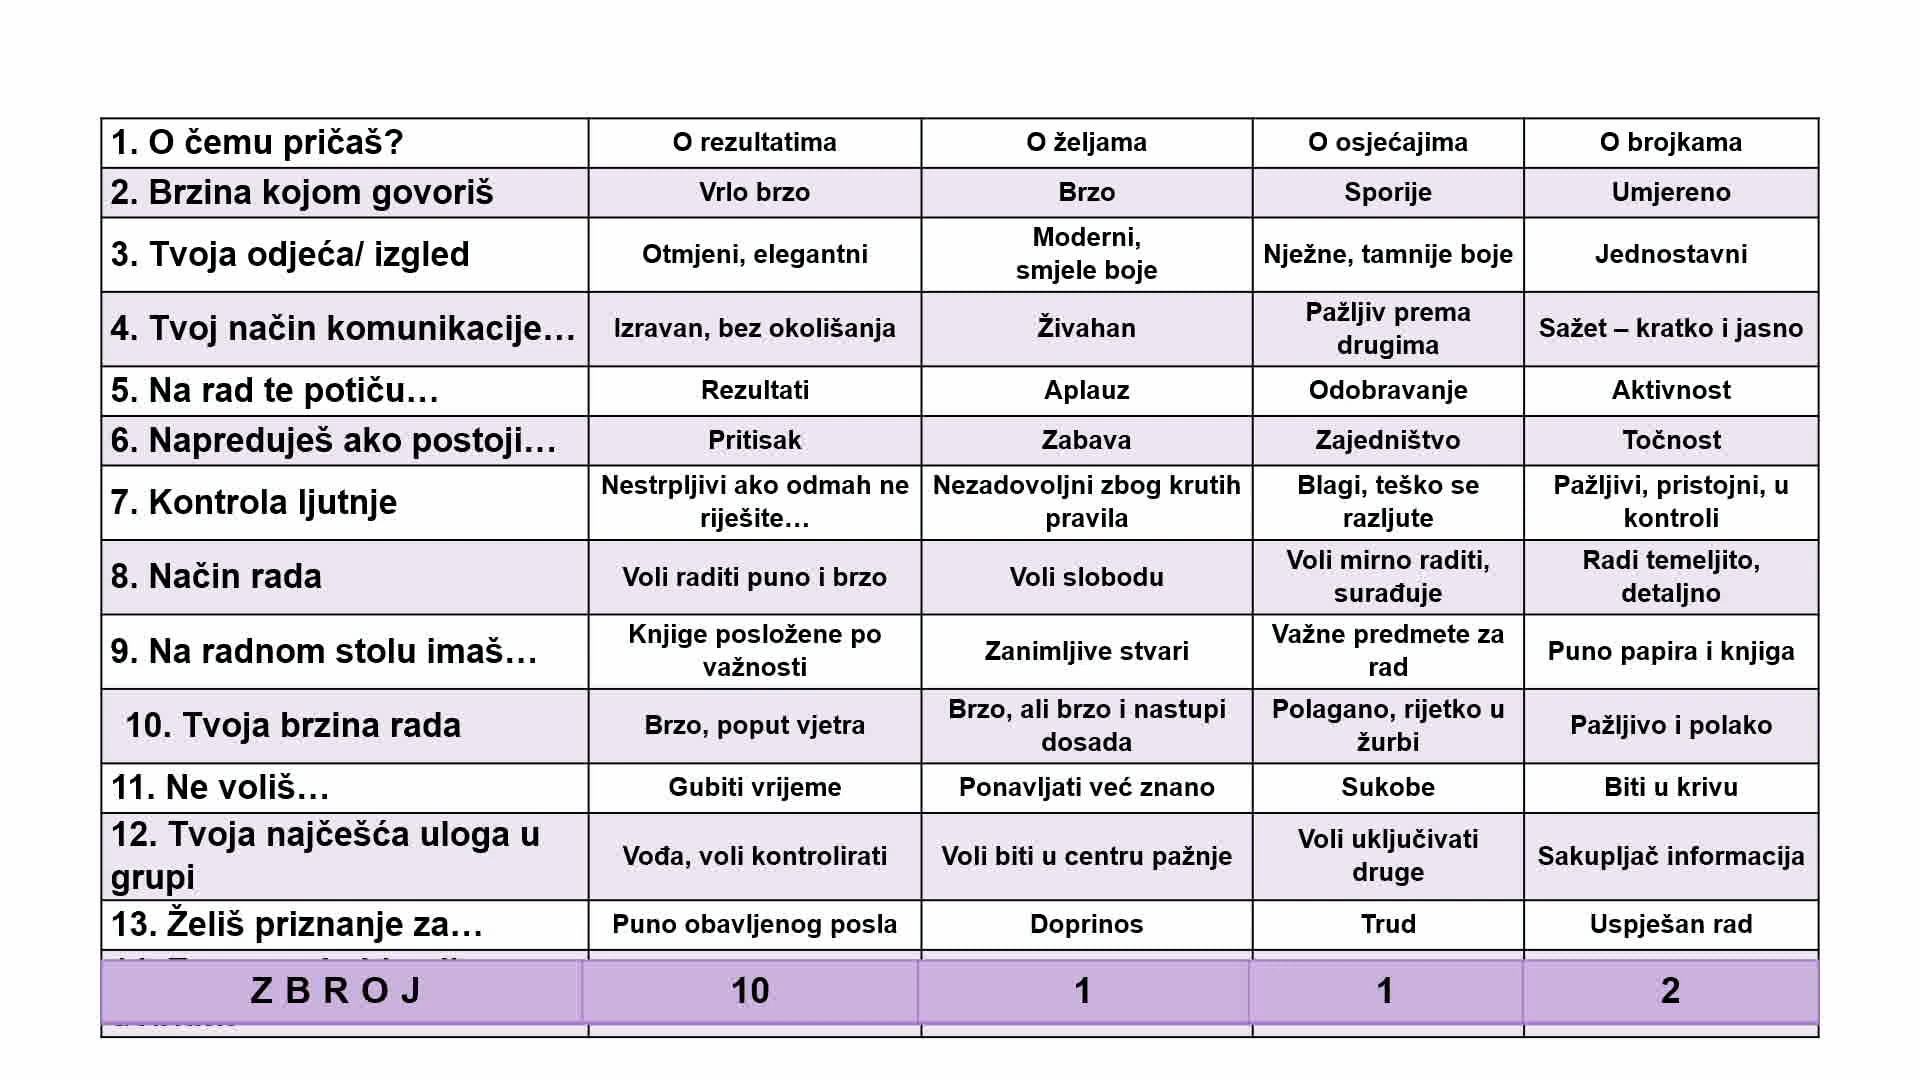 1. O čemu pričaš? O rezultatima O željama O osjećajima O brojkama
2. Brzina kojom govoriš Vrlo brzo Brzo Sporije Umjereno
3. Tvoja odjeća/ izgled Otmjeni, elegantni Moderni, smjele boje Nježne, tamnije boje Jednostavni
4. Tvoj način komunikacije… Izravan, bez okolišanja Živahan Pažljiv prema drugima Sažet – kratko i jasno
5. Na rad te potiču… Rezultati Aplauz Odobravanje Aktivnost
6. Napreduješ ako postoji… Pritisak Zabava Zajedništvo Točnost
7. Kontrola ljutnje Nestrpljivi ako odmah ne riješite… Nezadovoljni zbog krutih pravila Blagi, teško se razljute Pažljivi, pristojni, u kontroli
8. Način rada Voli raditi puno i brzo Voli slobodu Voli mirno raditi, surađuje Radi temeljito, detaljno
9. Na radnom stolu imaš… Knjige posložene po važnosti Zanimljive stvari Važne predmete za rad Puno papira i knjiga
10. Tvoja brzina rada Brzo, poput vjetra Brzo, ali brzo i nastupi dosada Polagano, rijetko u žurbi Pažljivo i polako
11. Ne voliš… Gubiti vrijeme Ponavljati već znano Sukobe Biti u krivu
12. Tvoja najčešća uloga u grupi Vođa, voli kontrolirati Voli biti u centru pažnje Voli uključivati druge Sakupljač informacija
13. Želiš priznanje za… Puno obavljenog posla Doprinos Trud Uspješan rad
Z B R O J 10 1 1 2